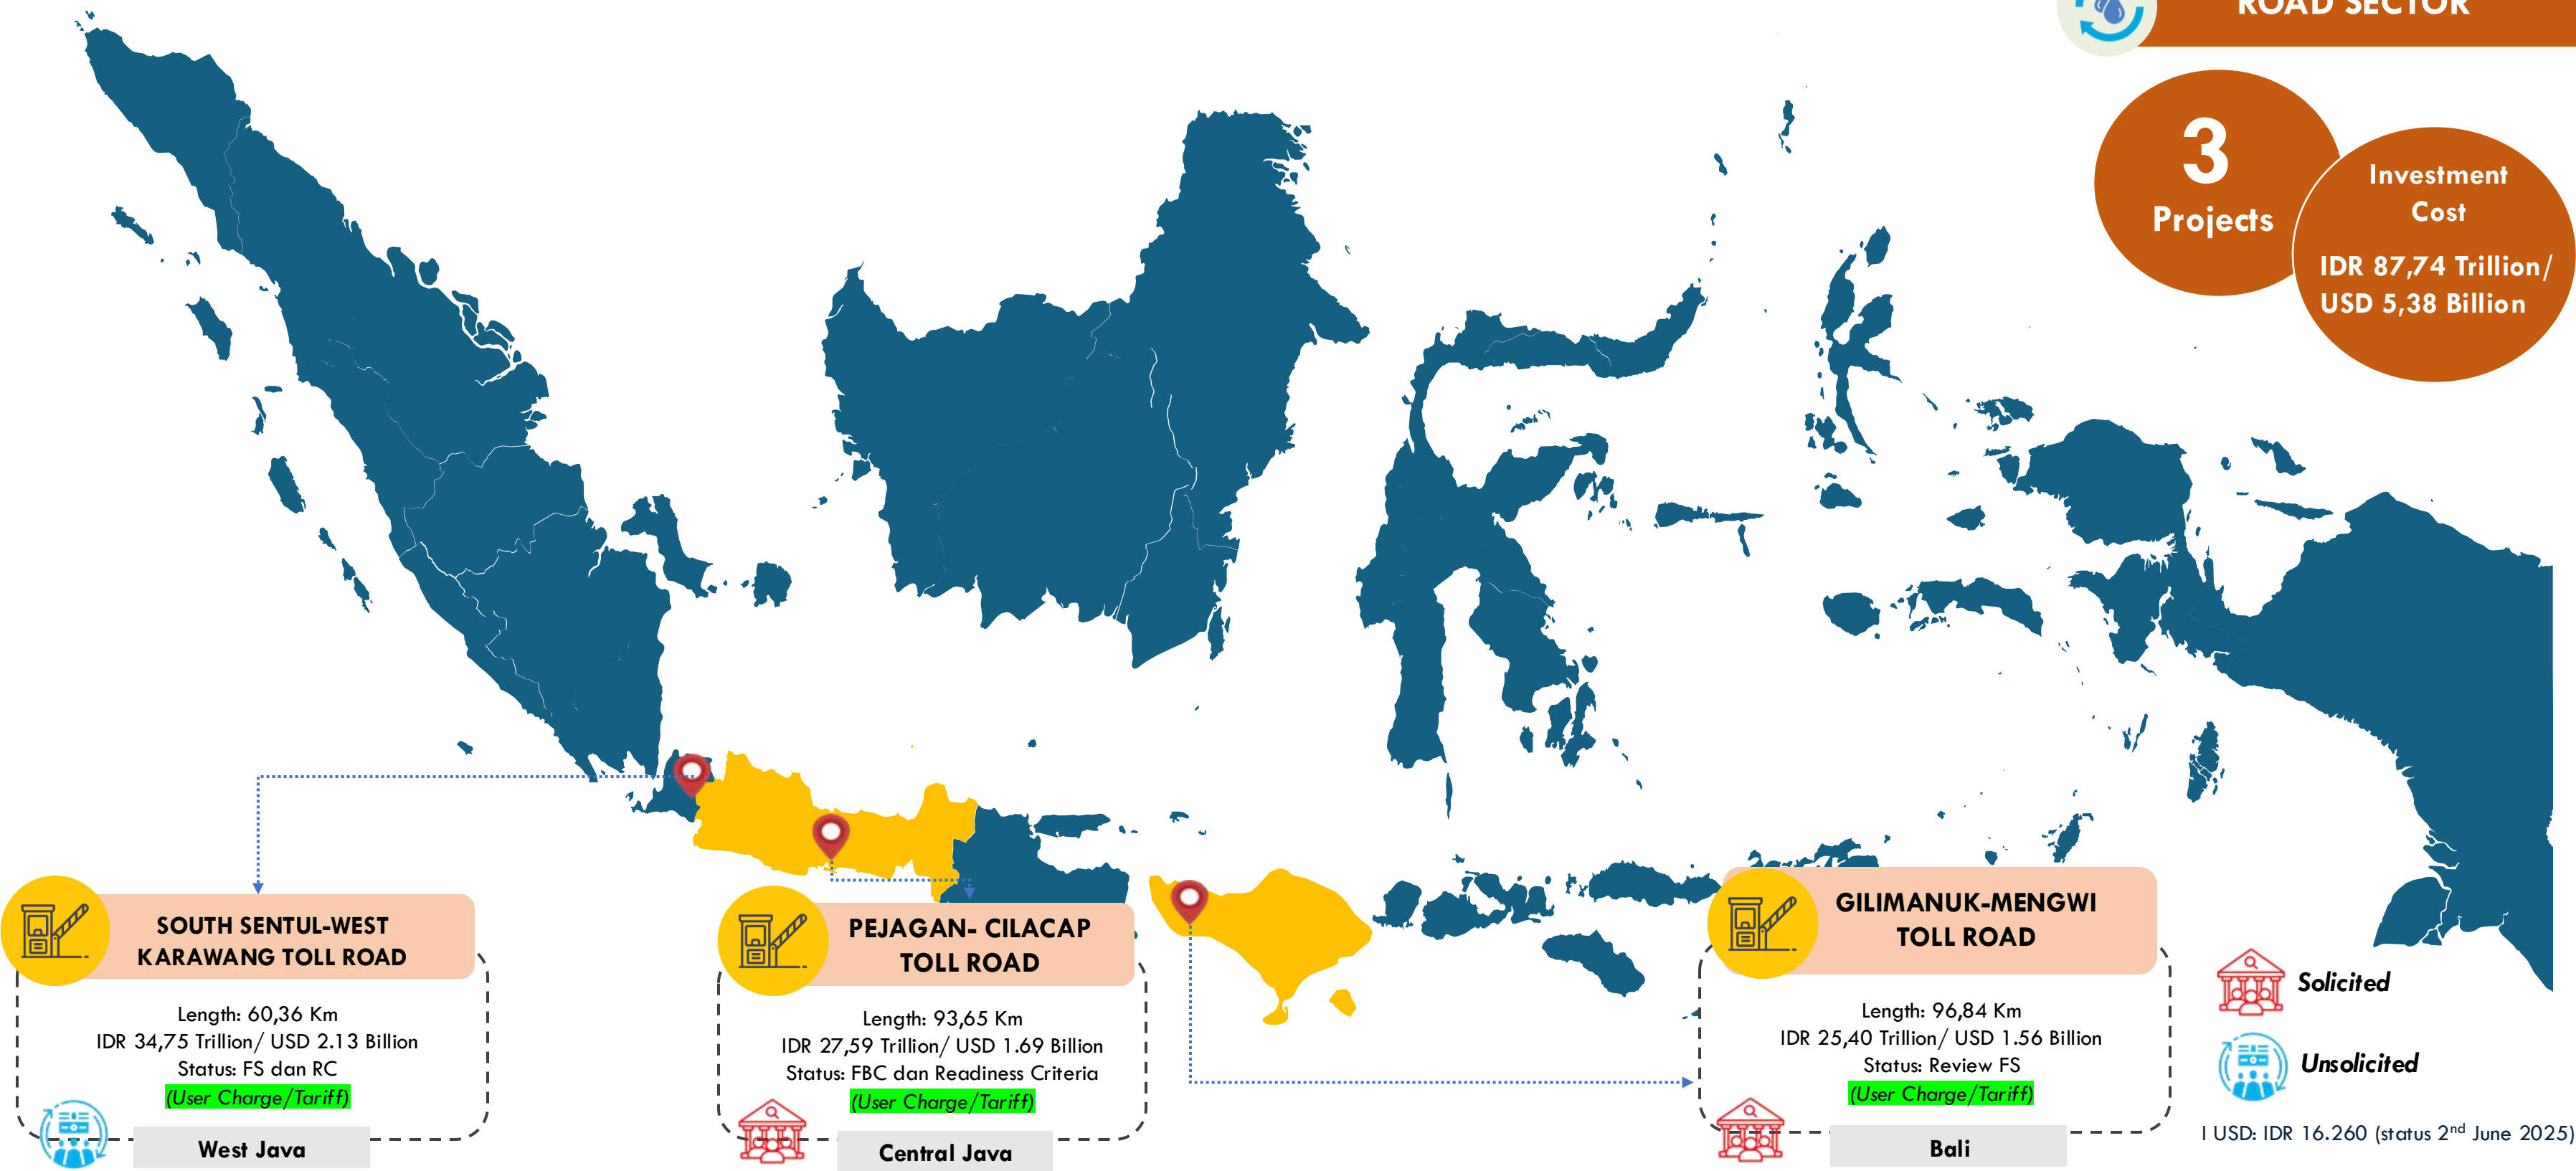 ROAD SECTOR
3
Projects
Investment
Cost
IDR 87,74 Trillion/
USD 5,38 Billion
SOUTH SENTUL-WEST
KARAWANG TOLL ROAD
Length: 60,36 Km
IDR 34,75 Trillion/ USD 2.13 Billion
Status: FS dan RC
(User Charge/Tariff)
West Java
PEJAGAN- CILACAP
TOLL ROAD
Length: 93,65 Km
IDR 27,59 Trillion/ USD 1.69 Billion
Status: FBC dan Readiness Criteria
(User Charge/Tariff)
Central Java
GILIMANUK-MENGWI
TOLL ROAD
Length: 96,84 Km
IDR 25,40 Trillion/ USD 1.56 Billion
Status: Review FS
(User Charge/Tariff)
Bali
Solicited
Unsolicited
1 USD: IDR 16.260 (status 2nd June 2025)